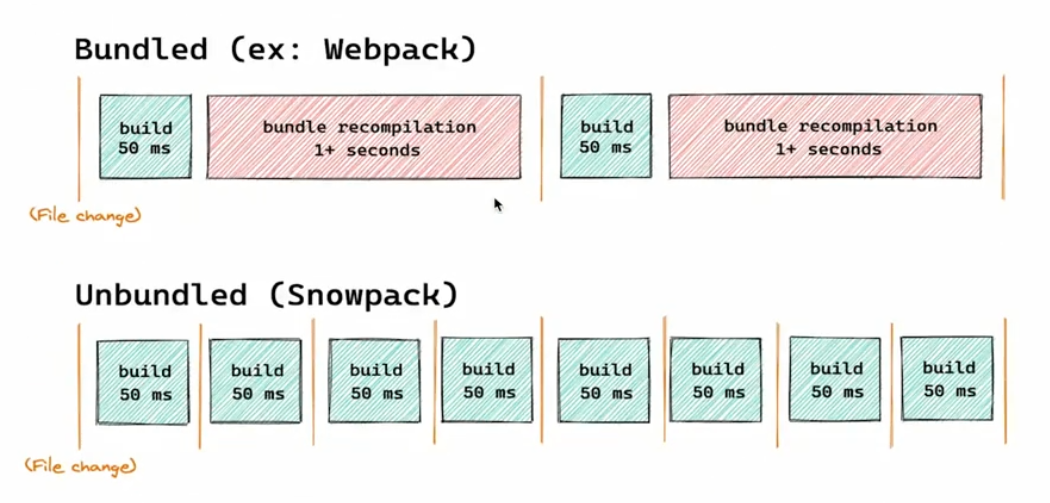 Bundled (ex: Webpack)
build
50 ms
bundle recompilation
1+ seconds
build
50 ms
bundle recompilation
1+ seconds
(File change)
Unbundled (Snowpack)
build
50 ms
build
50 ms
build
50 ms
build
50 ms
build
50 ms
build
50 ms
build
50 ms
build
50 ms
(File change)